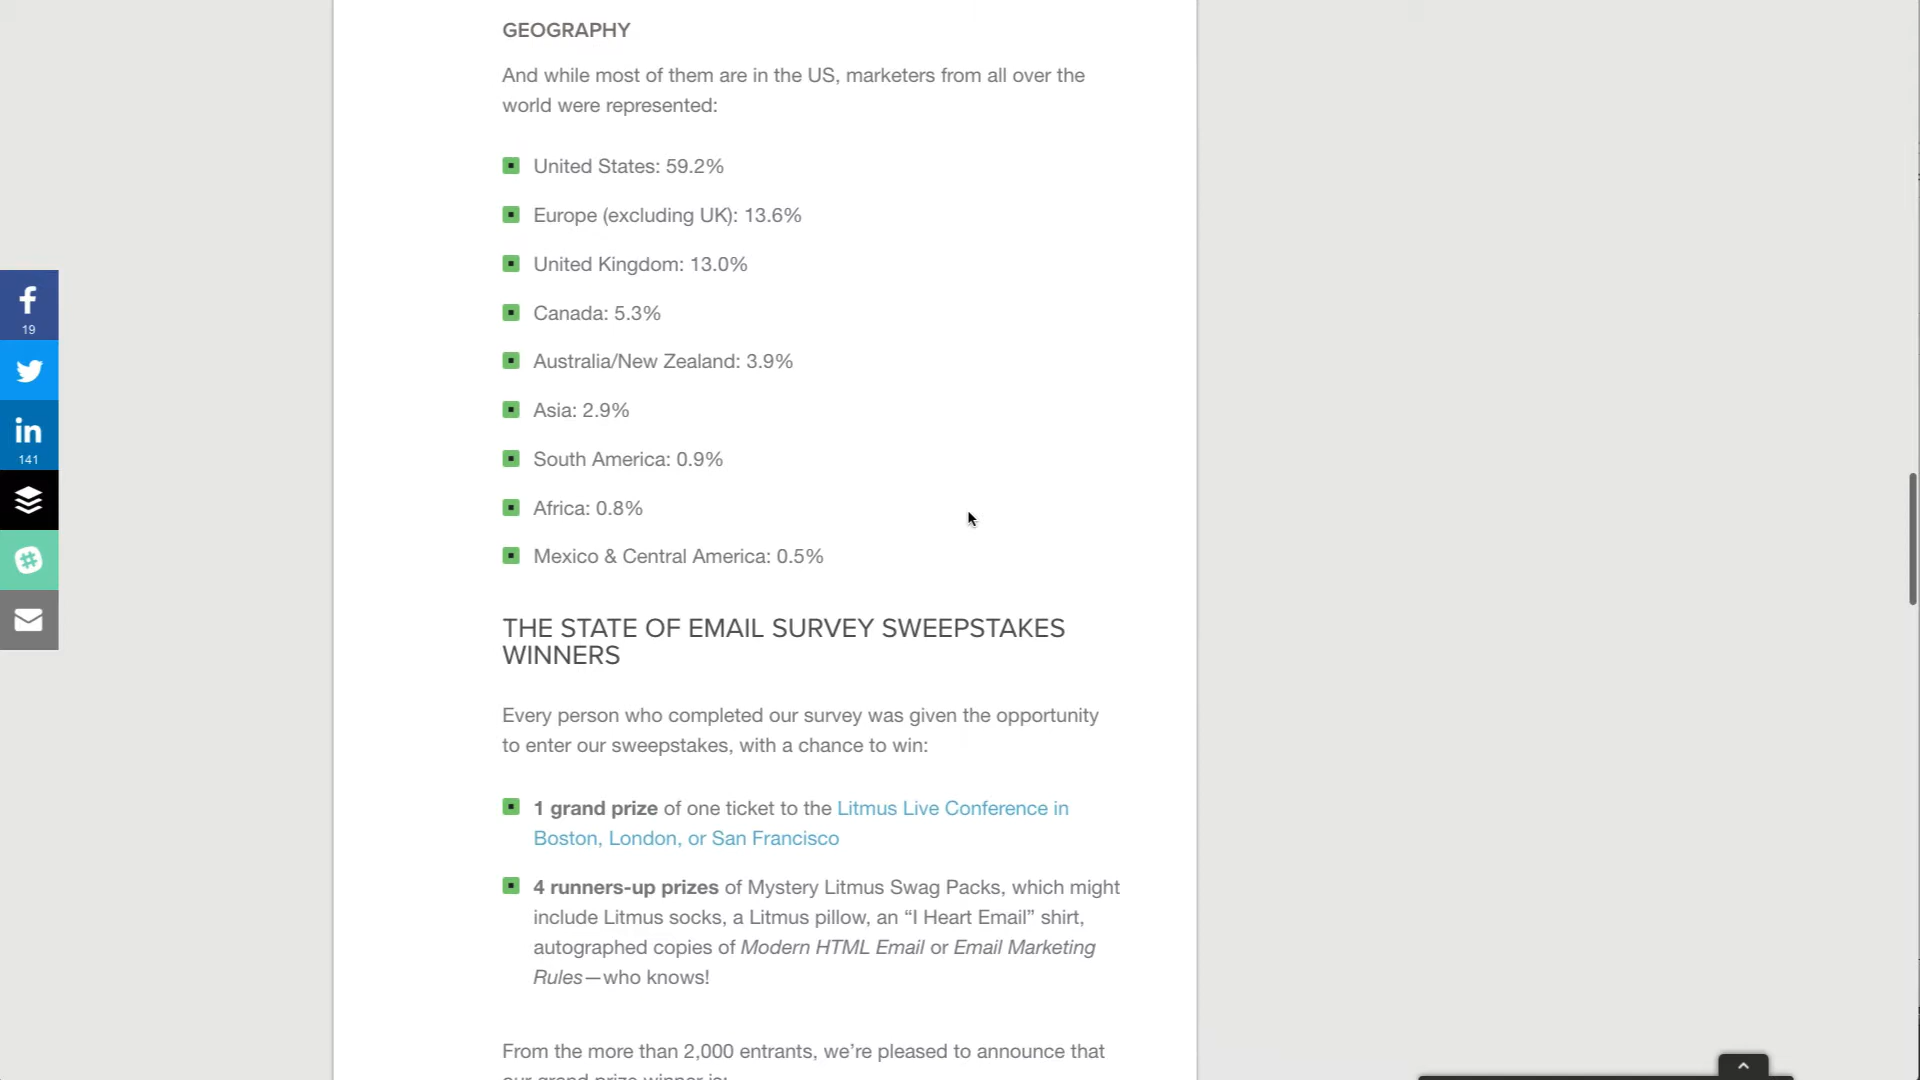 GEOGRAPHY
And while most of them are in the US, marketers from all over the
world were represented:
United States: 59.2%
Europe (excluding UK): 13.6%
United Kingdom: 13.0%
Canada: 5.3%
Australia/New Zealand: 3.9%
Asia: 2.9%
South America: 0.9%
Africa: 0.8%
Mexico & Central America: 0.5%
19
in
141
THE STATE OF EMAIL SURVEY SWEEPSTAKES
WINNERS
Every person who completed our survey was given the opportunity
to enter our sweepstakes, with a chance to win:
1 grand prize of one ticket to the Litmus Live Conference in
Boston, London, or San Francisco
4 runners-up prizes of Mystery Litmus Swag Packs, which might
include Litmus socks, a Litmus pillow, an “I Heart Email” shirt,
autographed copies of Modern HTML Email or Email Marketing
Rules—who knows!
From the more than 2,000 entrants, we’re pleased to announce that
our grand prize winner is: